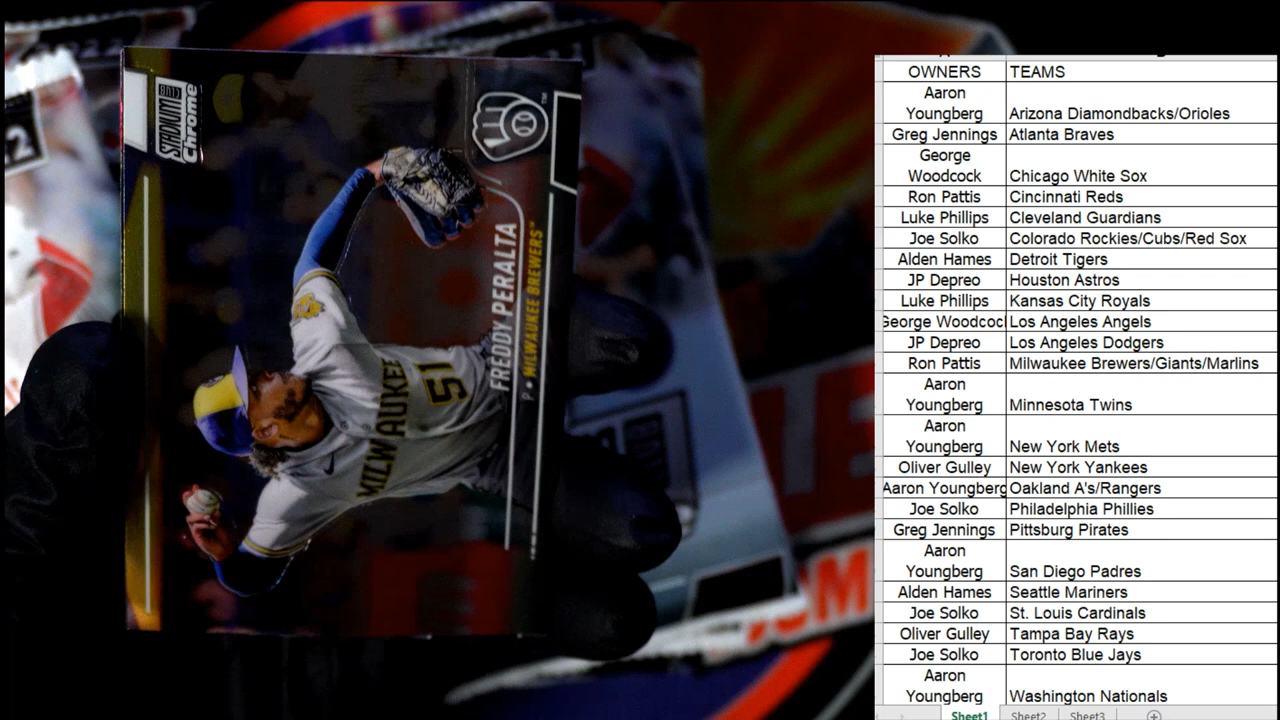 STADIUM CLUB
Chrome
TM
FREDDY PERALTA
P • MILWAUKEE BREWERS™
MILWAUKEE
51
OWNERS TEAMS
Aaron
Youngberg Arizona Diamondbacks/Orioles
Greg Jennings Atlanta Braves
George
Woodcock Chicago White Sox
Ron Pattis Cincinnati Reds
Luke Phillips Cleveland Guardians
Joe Solko Colorado Rockies/Cubs/Red Sox
Alden Hames Detroit Tigers
JP Depreo Houston Astros
Luke Phillips Kansas City Royals
George Woodcoc Los Angeles Angels
JP Depreo Los Angeles Dodgers
Ron Pattis Milwaukee Brewers/Giants/Marlins
Aaron
Youngberg Minnesota Twins
Aaron
Youngberg New York Mets
Oliver Gulley New York Yankees
Aaron Youngberg Oakland A's/Rangers
Joe Solko Philadelphia Phillies
Greg Jennings Pittsburg Pirates
Aaron
Youngberg San Diego Padres
Alden Hames Seattle Mariners
Joe Solko St. Louis Cardinals
Oliver Gulley Tampa Bay Rays
Joe Solko Toronto Blue Jays
Aaron
Youngberg Washington Nationals
Sheet1 Sheet2 Sheet3